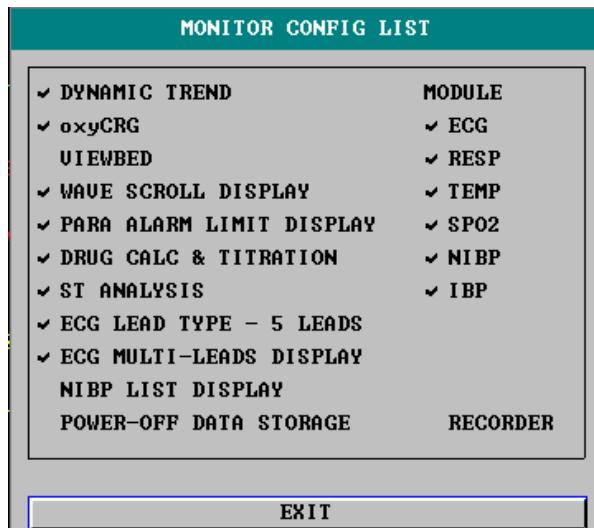 MONITOR CONFIG LIST
✓ DYNAMIC TREND MODULE
✓ oxyCRG ✓ ECG
VIEWBED ✓ RESP
✓ WAVE SCROLL DISPLAY ✓ TEMP
✓ PARA ALARM LIMIT DISPLAY ✓ SPO2
✓ DRUG CALC & TITRATION ✓ NIBP
✓ ST ANALYSIS ✓ IBP
✓ ECG LEAD TYPE - 5 LEADS
✓ ECG MULTI-LEADS DISPLAY
NIBP LIST DISPLAY
POWER-OFF DATA STORAGE RECORDER
EXIT